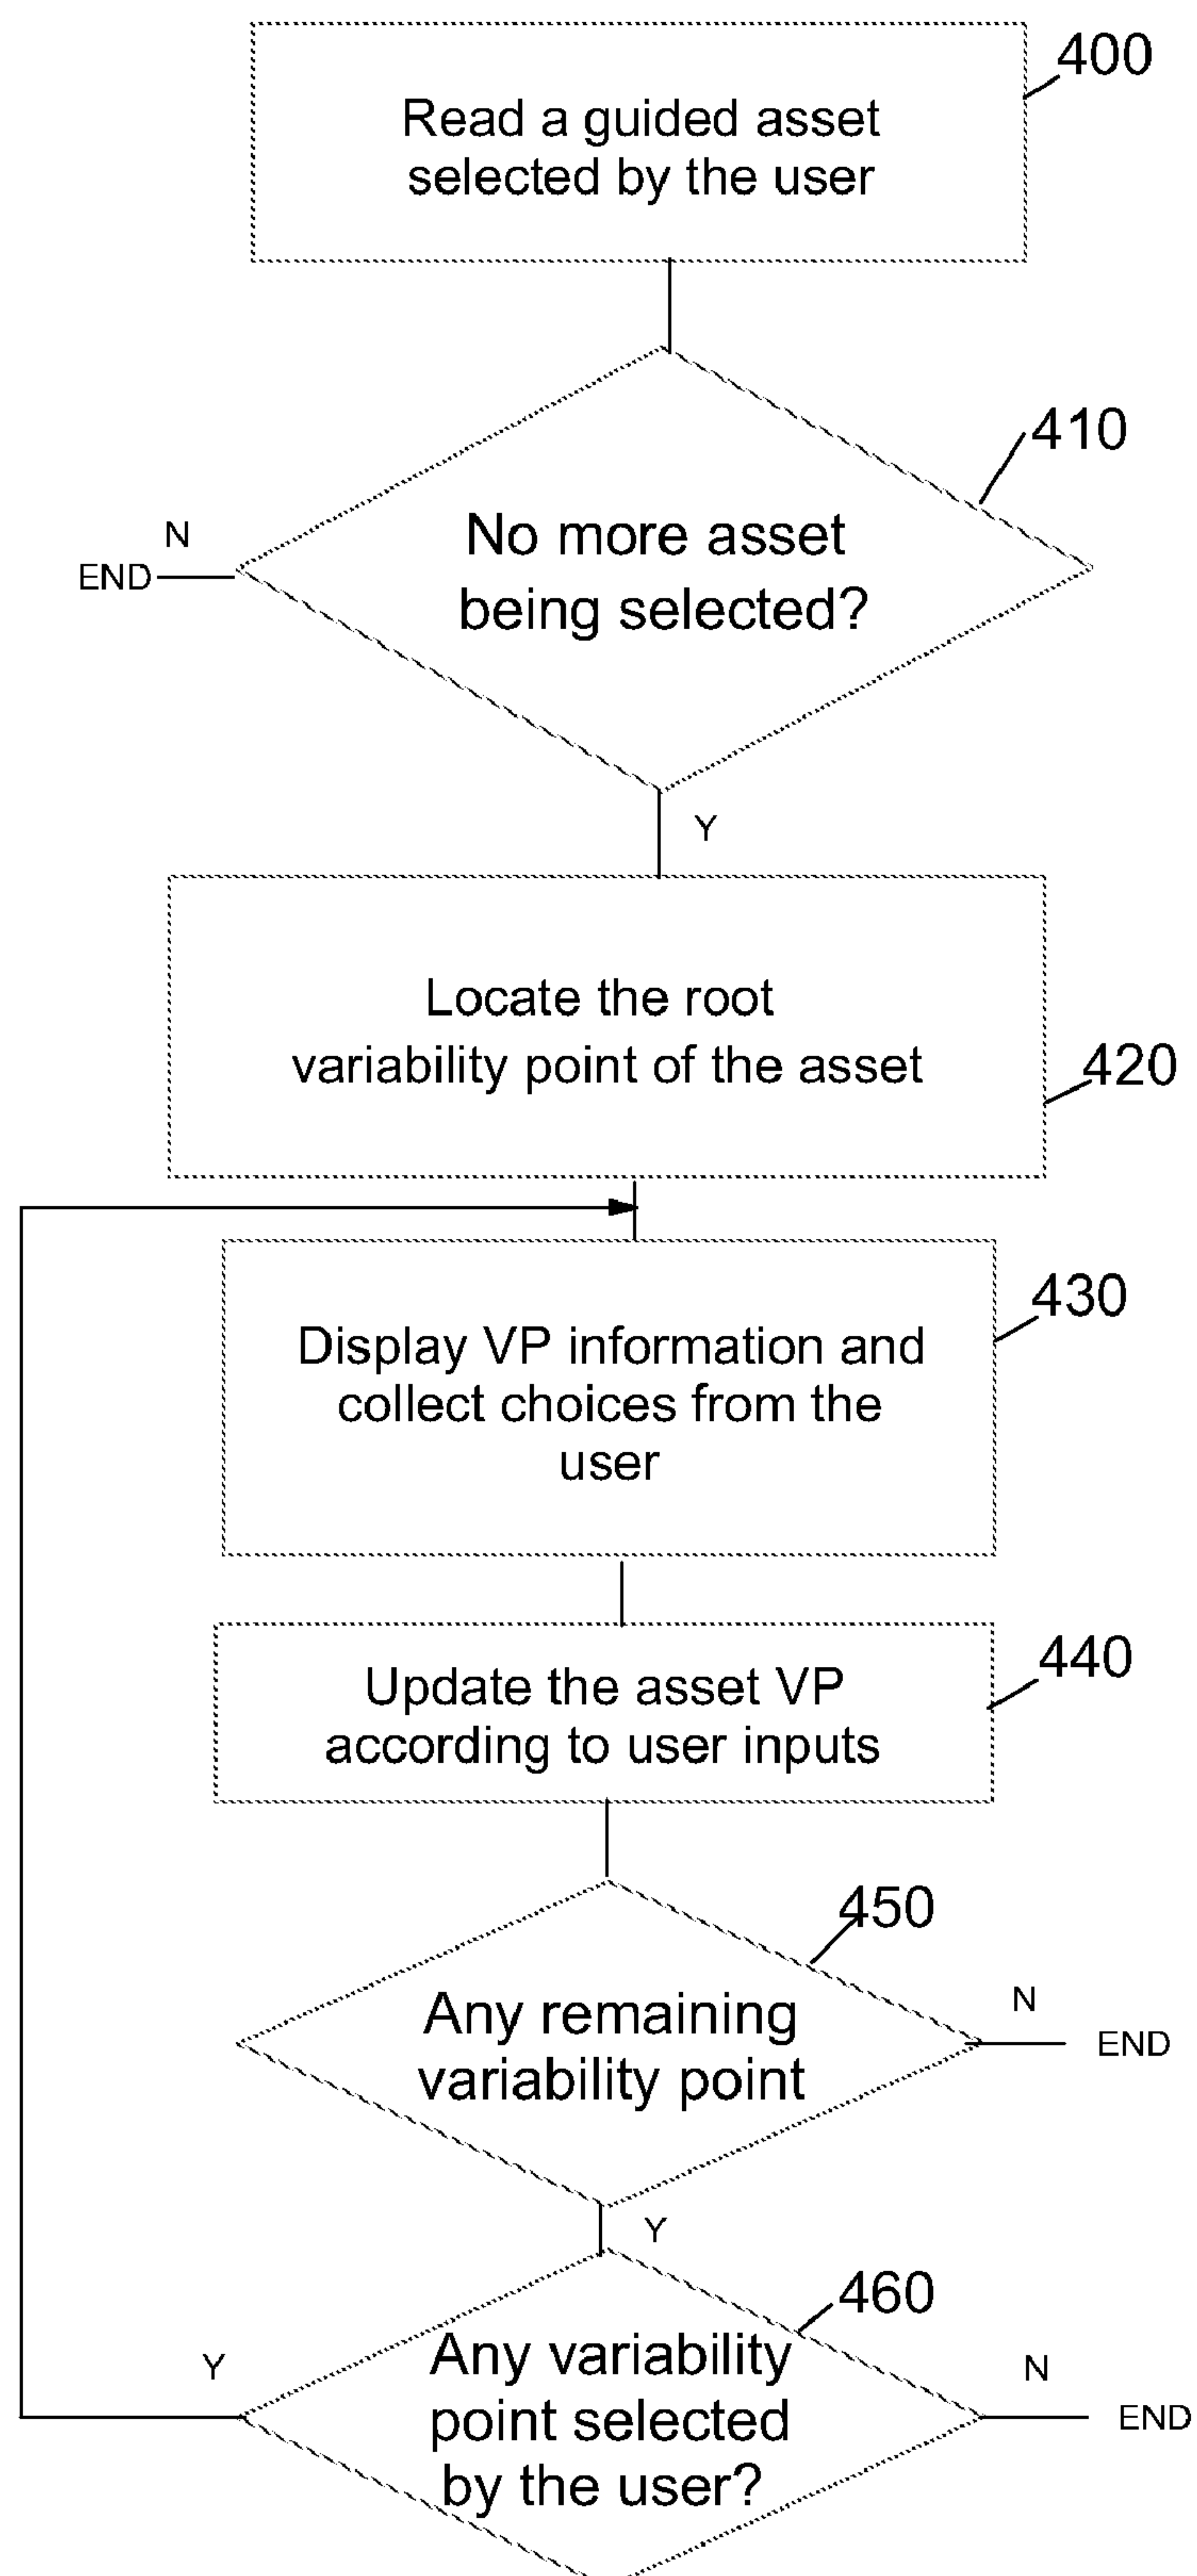 400
Read a guided asset
selected by the user
410
N
END
No more asset
being selected?
Y
Locate the root
variability point of the asset
420
430
Display VP information and
collect choices from the
user
440
Update the asset VP
according to user inputs
450
N
Any remaining
variability point
END
Y
460
Any variability
point selected
by the user?
Y
N
END